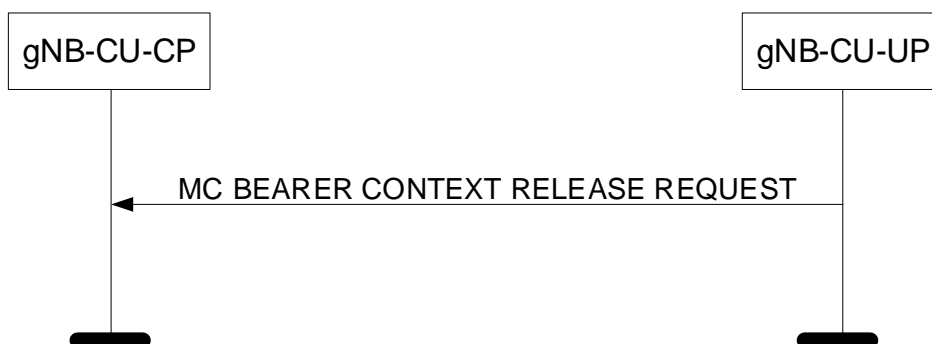 gNB-CU-CP
gNB-CU-UP
MC BEARER CONTEXT RELEASE REQUEST